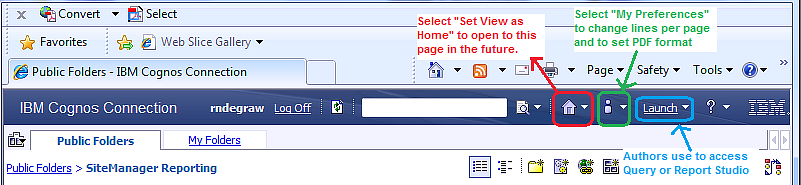 x Convert Select
Select "Set View as
Home" to open to this
page in the future.
Select "My Preferences"
to change lines per page
and to set PDF format
Favorites Web Slice Gallery
Public Folders - IBM Cognos Connection
Page Safety Tools ?
IBM Cognos Connection rndegraw Log Off Launch ? IBM.
Public Folders My Folders
Authors use to access
Query or Report Studio
Public Folders > SiteManager Reporting